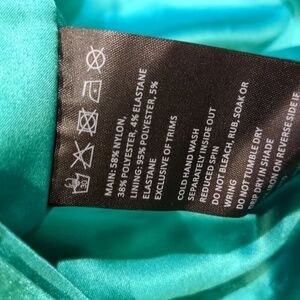 MAIN: 58% NYLON,
38% POLYESTER, 4% ELASTANE
LINING: 95% POLYESTER, 5%
ELASTANE
EXCLUSIVE OF TRIMS
COLD HAND WASH
SEPARATELY INSIDE OUT
REDUCED SPIN
DO NOT BLEACH, RUB, SOAK OR
WRING
DO NOT TUMBLE DRY
DRIP DRY IN SHADE
IRON ON REVERSE SIDE IF